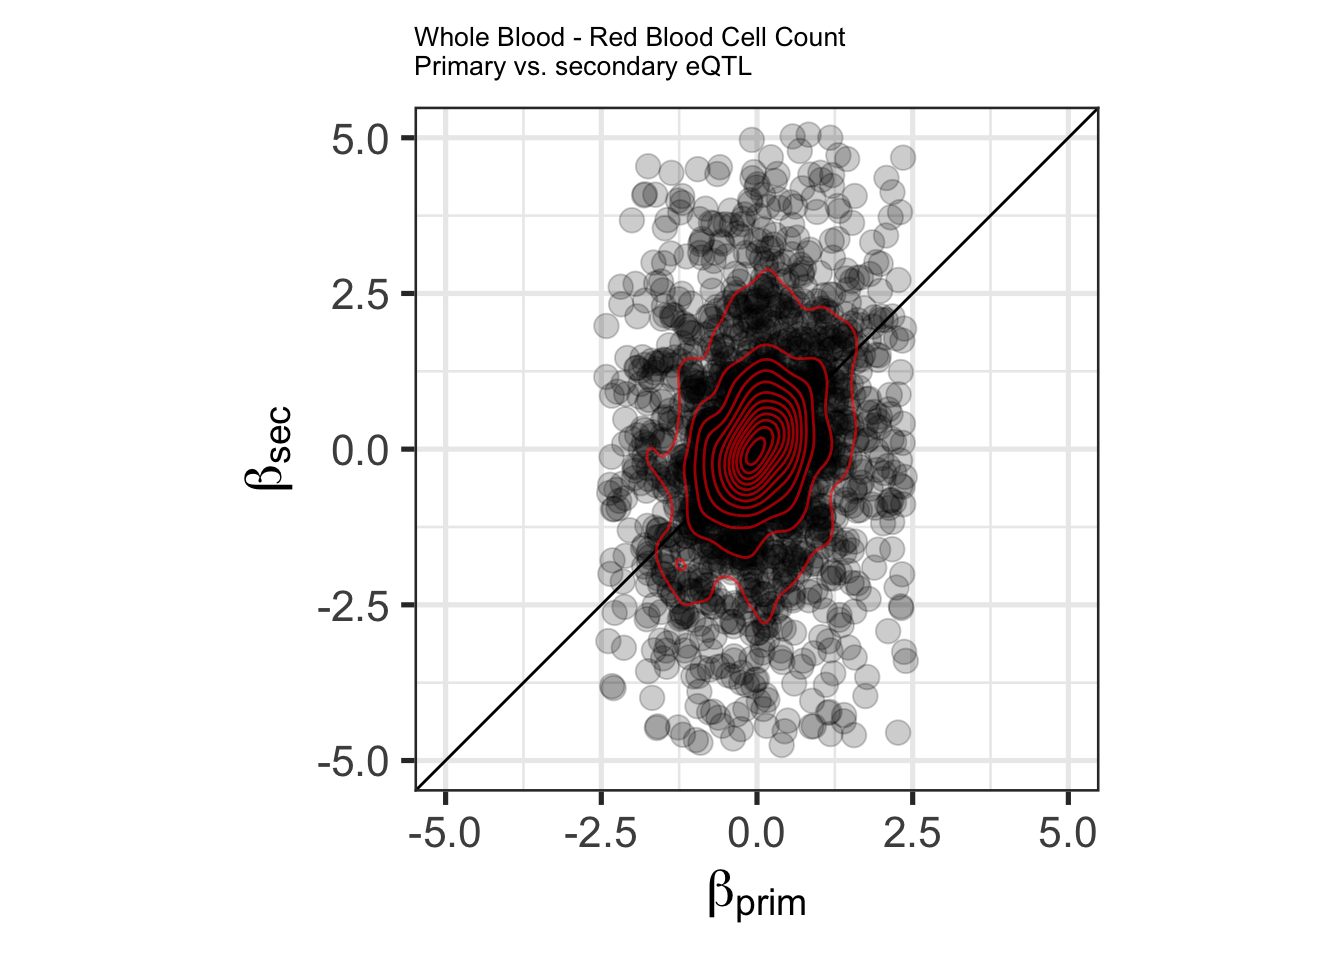 Whole Blood - Red Blood Cell Count
Primary vs. secondary eQTL
5.0
2.5
0.0
-2.5
-5.0
βsec
-5.0 -2.5 0.0 2.5 5.0
βprim